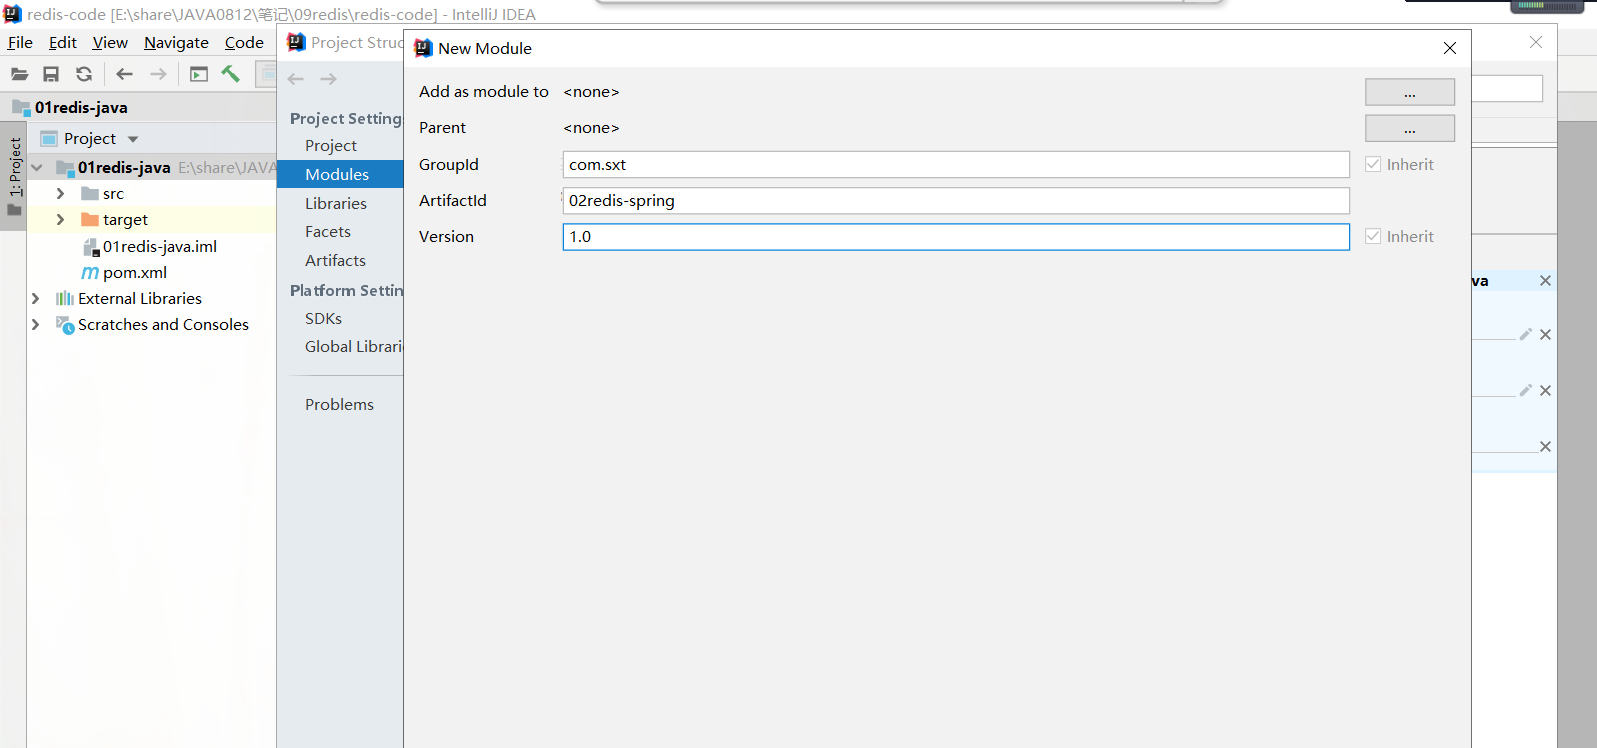 redis-code [E:\share\JAVA0812\笔记\09redis\redis-code] - IntelliJ IDEA
File Edit View Navigate Code
Project Struc
New Module
01redis-java
1: Project
Project
01redis-java E:\share\JAVA
src
target
01redis-java.iml
pom.xml
External Libraries
Scratches and Consoles
Project Setting
Project
Modules
Libraries
Facets
Artifacts
Platform Settin
SDKs
Global Librari
Problems
Add as module to <none> ...
Parent <none> ...
GroupId com.sxt Inherit
ArtifactId 02redis-spring
Version 1.0 Inherit
va